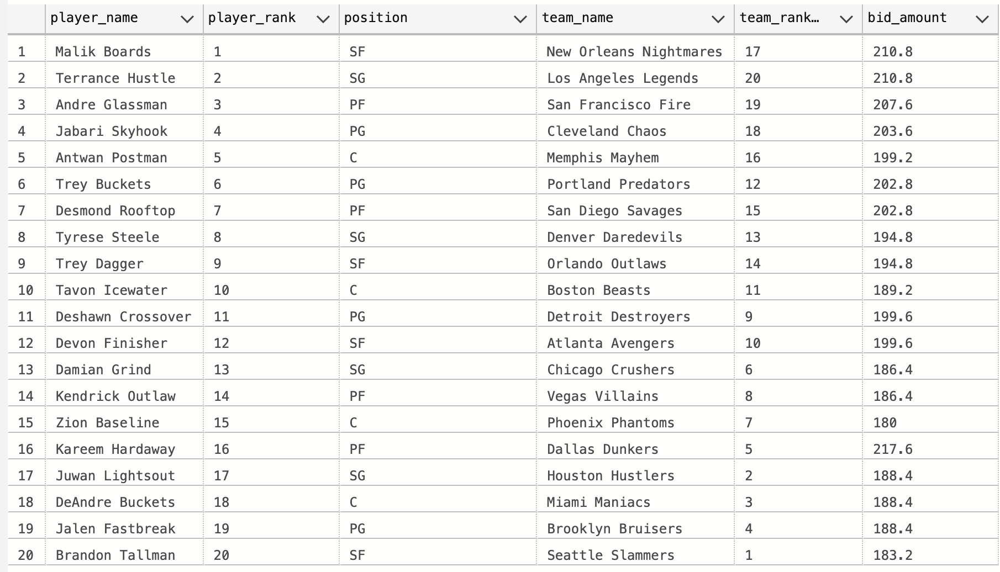 player_name player_rank position team_name team_rank… bid_amount
1 Malik Boards 1 SF New Orleans Nightmares 17 210.8
2 Terrance Hustle 2 SG Los Angeles Legends 20 210.8
3 Andre Glassman 3 PF San Francisco Fire 19 207.6
4 Jabari Skyhook 4 PG Cleveland Chaos 18 203.6
5 Antwan Postman 5 C Memphis Mayhem 16 199.2
6 Trey Buckets 6 PG Portland Predators 12 202.8
7 Desmond Rooftop 7 PF San Diego Savages 15 202.8
8 Tyrese Steele 8 SG Denver Daredevils 13 194.8
9 Trey Dagger 9 SF Orlando Outlaws 14 194.8
10 Tavon Icewater 10 C Boston Beasts 11 189.2
11 Deshawn Crossover 11 PG Detroit Destroyers 9 199.6
12 Devon Finisher 12 SF Atlanta Avengers 10 199.6
13 Damian Grind 13 SG Chicago Crushers 6 186.4
14 Kendrick Outlaw 14 PF Vegas Villains 8 186.4
15 Zion Baseline 15 C Phoenix Phantoms 7 180
16 Kareem Hardaway 16 PF Dallas Dunkers 5 217.6
17 Juwan Lightsout 17 SG Houston Hustlers 2 188.4
18 DeAndre Buckets 18 C Miami Maniacs 3 188.4
19 Jalen Fastbreak 19 PG Brooklyn Bruisers 4 188.4
20 Brandon Tallman 20 SF Seattle Slammers 1 183.2